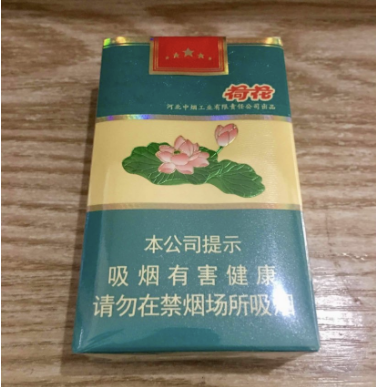 荷花
河北中烟工业有限责任公司出品
本公司提示
吸烟有害健康
请勿在禁烟场所吸烟